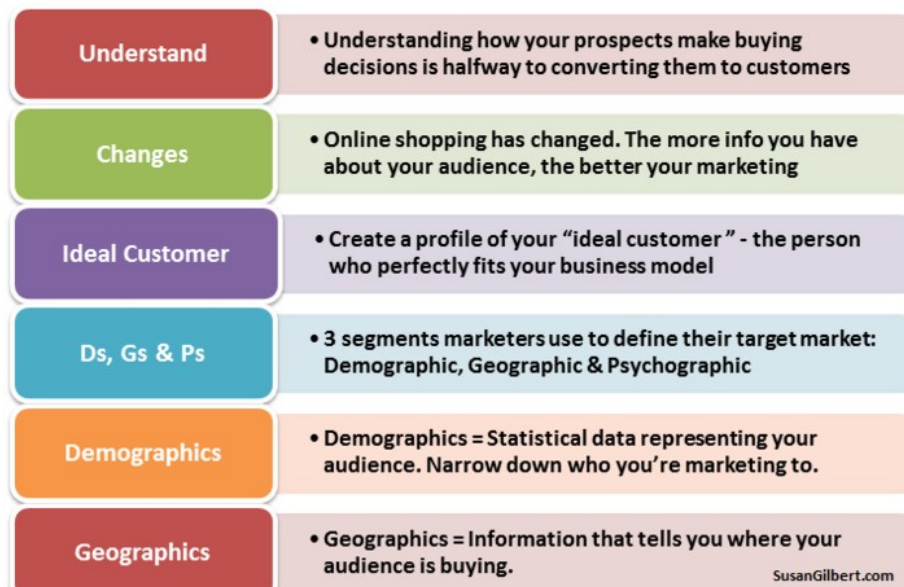 Understand
• Understanding how your prospects make buying
decisions is halfway to converting them to customers
Changes
• Online shopping has changed. The more info you have
about your audience, the better your marketing
Ideal Customer
• Create a profile of your “ideal customer” - the person
who perfectly fits your business model
Ds, Gs & Ps
• 3 segments marketers use to define their target market:
Demographic, Geographic & Psychographic
Demographics
• Demographics = Statistical data representing your
audience. Narrow down who you’re marketing to.
Geographics
• Geographics = Information that tells you where your
audience is buying.
SusanGilbert.com